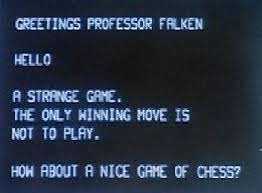 GREETINGS PROFESSOR FALKEN
HELLO
A STRANGE GAME.
THE ONLY WINNING MOVE IS
NOT TO PLAY.
HOW ABOUT A NICE GAME OF CHESS?